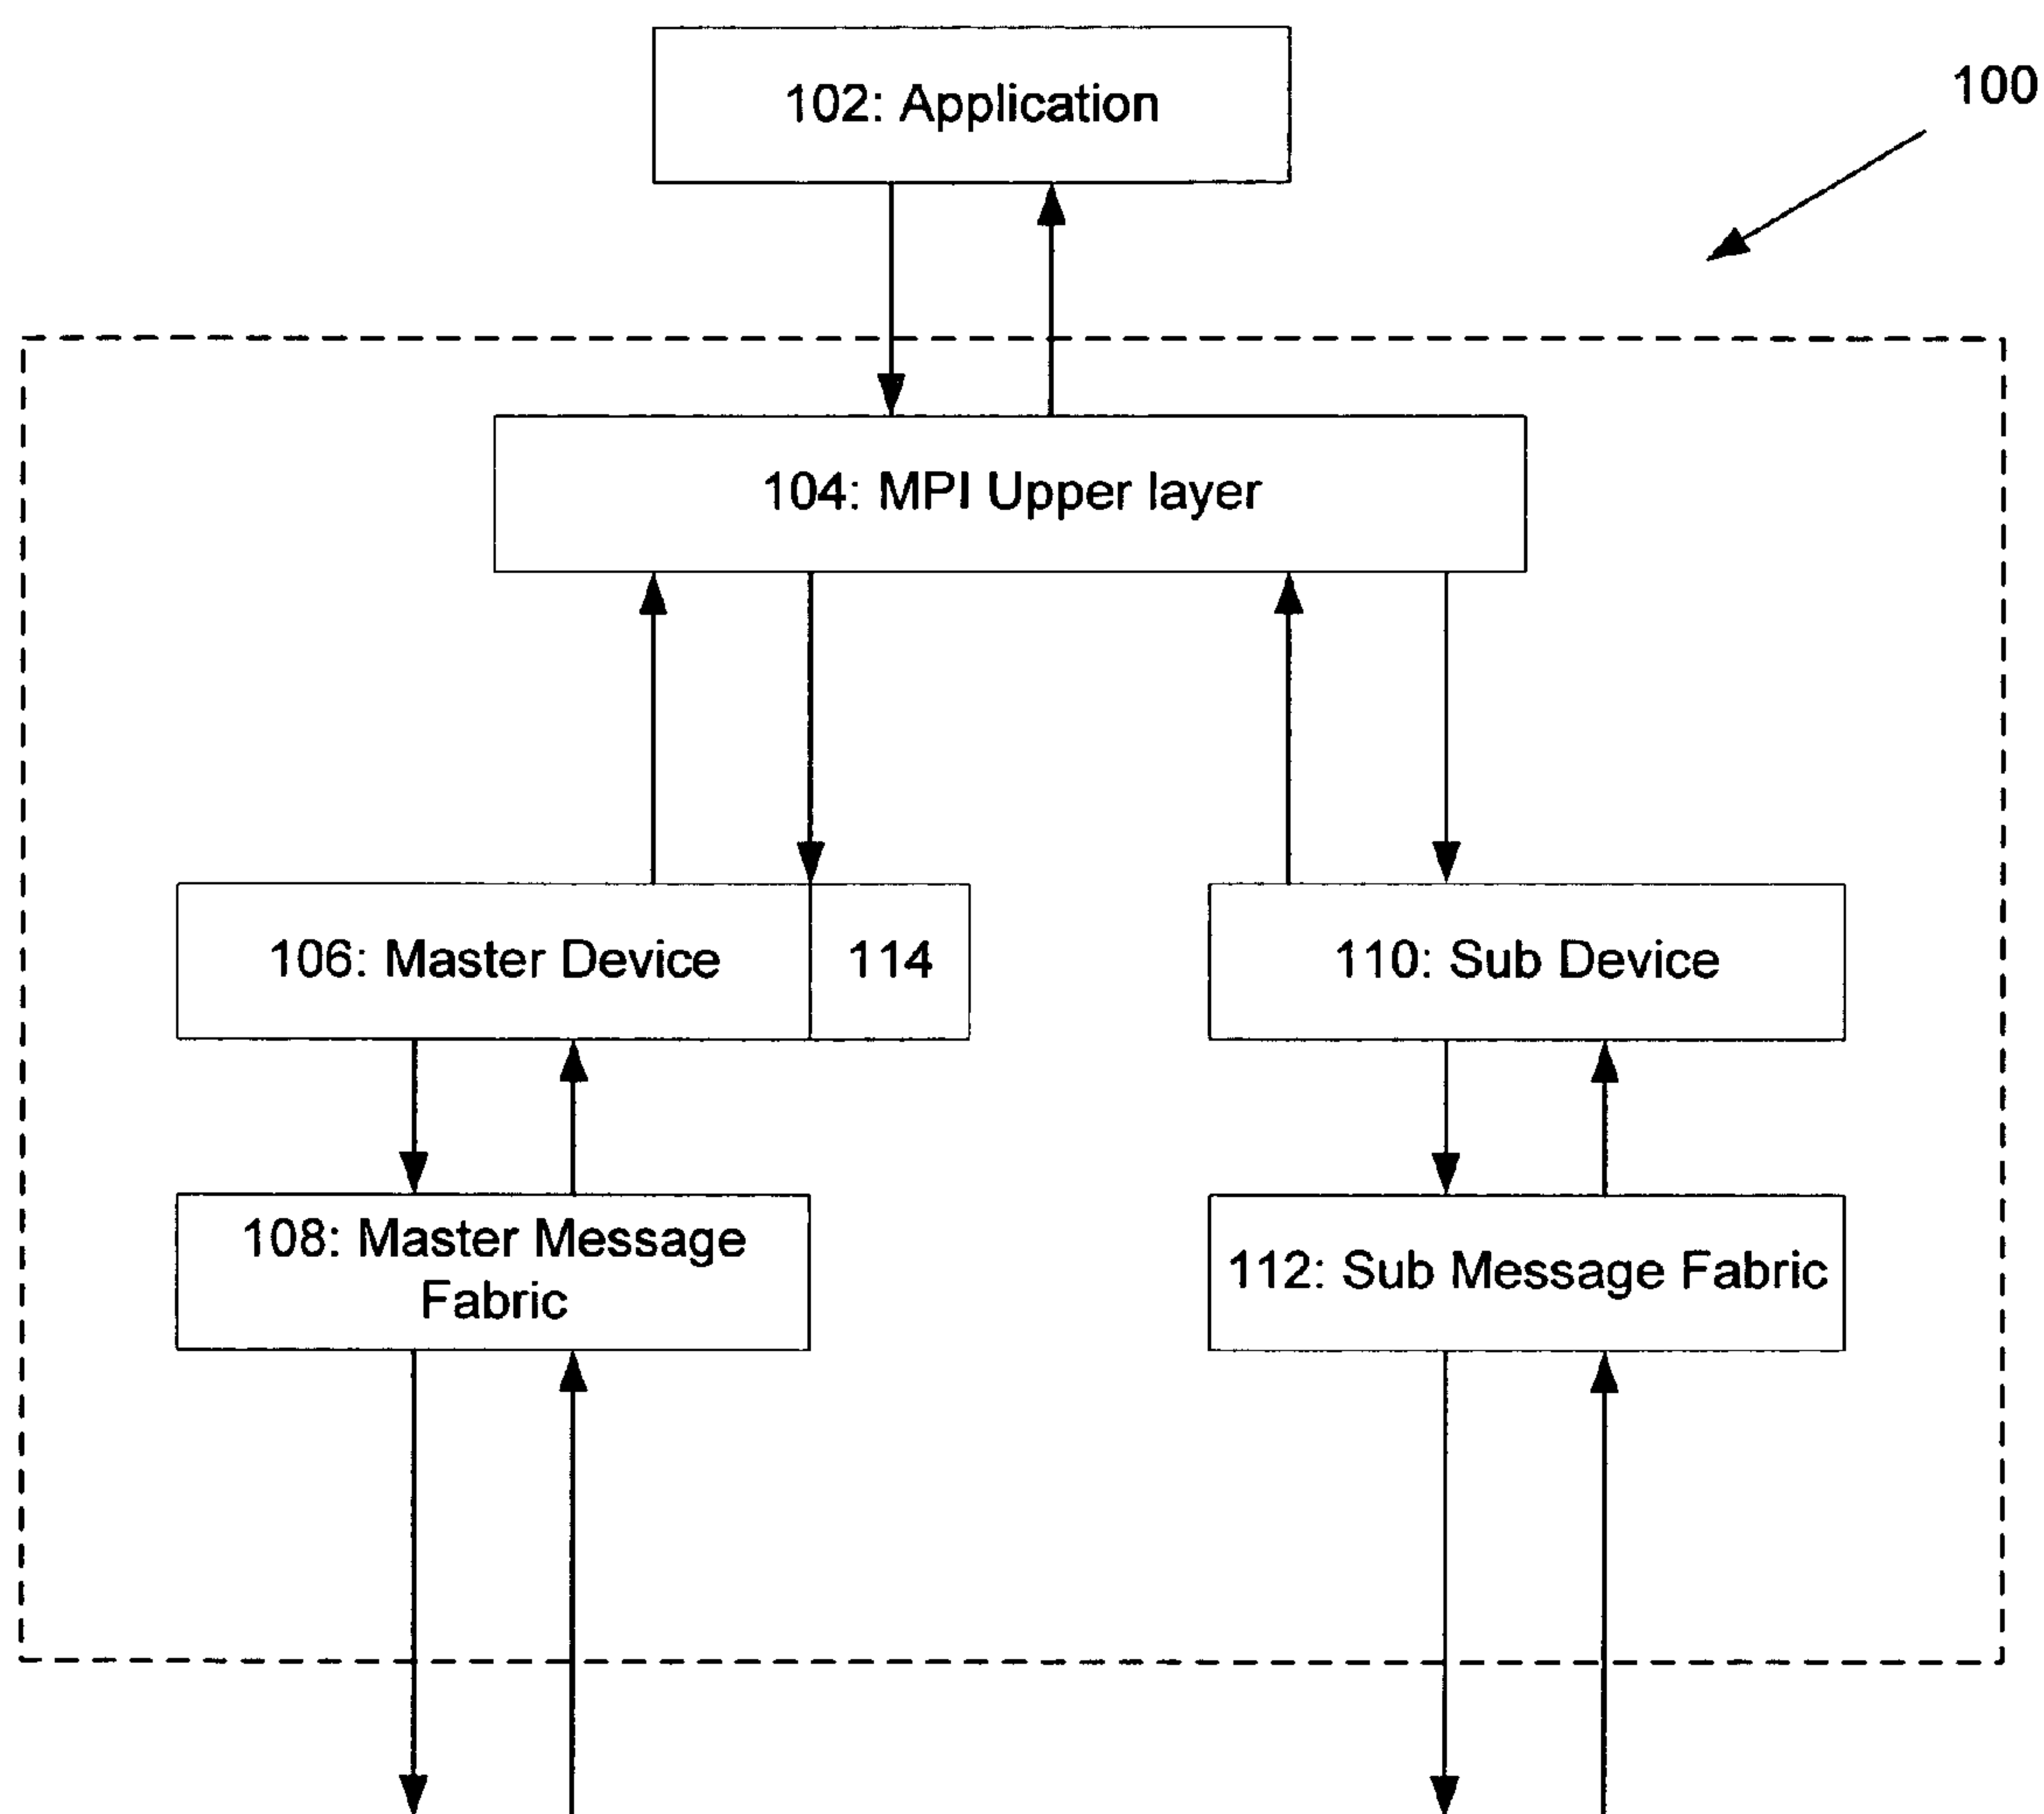 102: Application
100
104: MPI Upper layer
106: Master Device
114
110: Sub Device
108: Master Message
Fabric
112: Sub Message Fabric